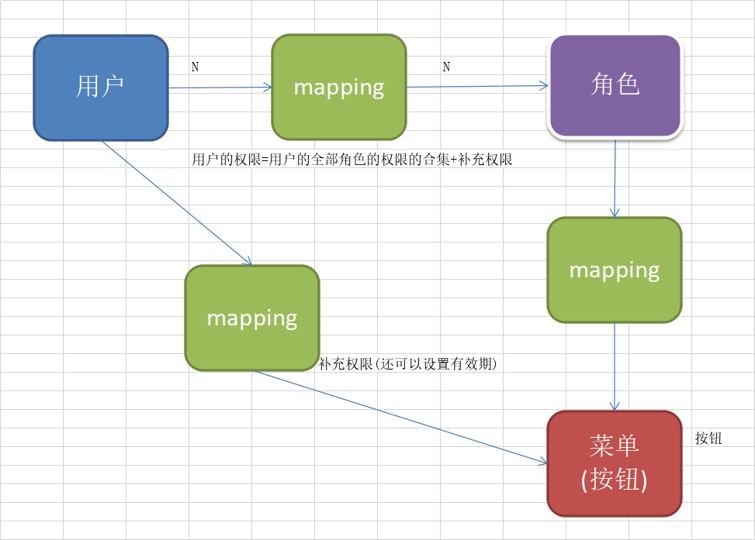 用户
N
mapping
N
角色
用户的权限=用户的全部角色的权限的合集+补充权限
mapping
mapping
补充权限(还可以设置有效期)
菜单
(按钮)
按钮